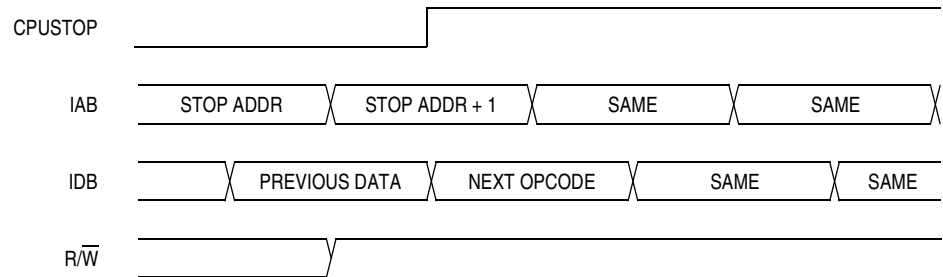 CPUSTOP
IAB STOP ADDR STOP ADDR + 1 SAME SAME
IDB PREVIOUS DATA NEXT OPCODE SAME SAME
R/W̅